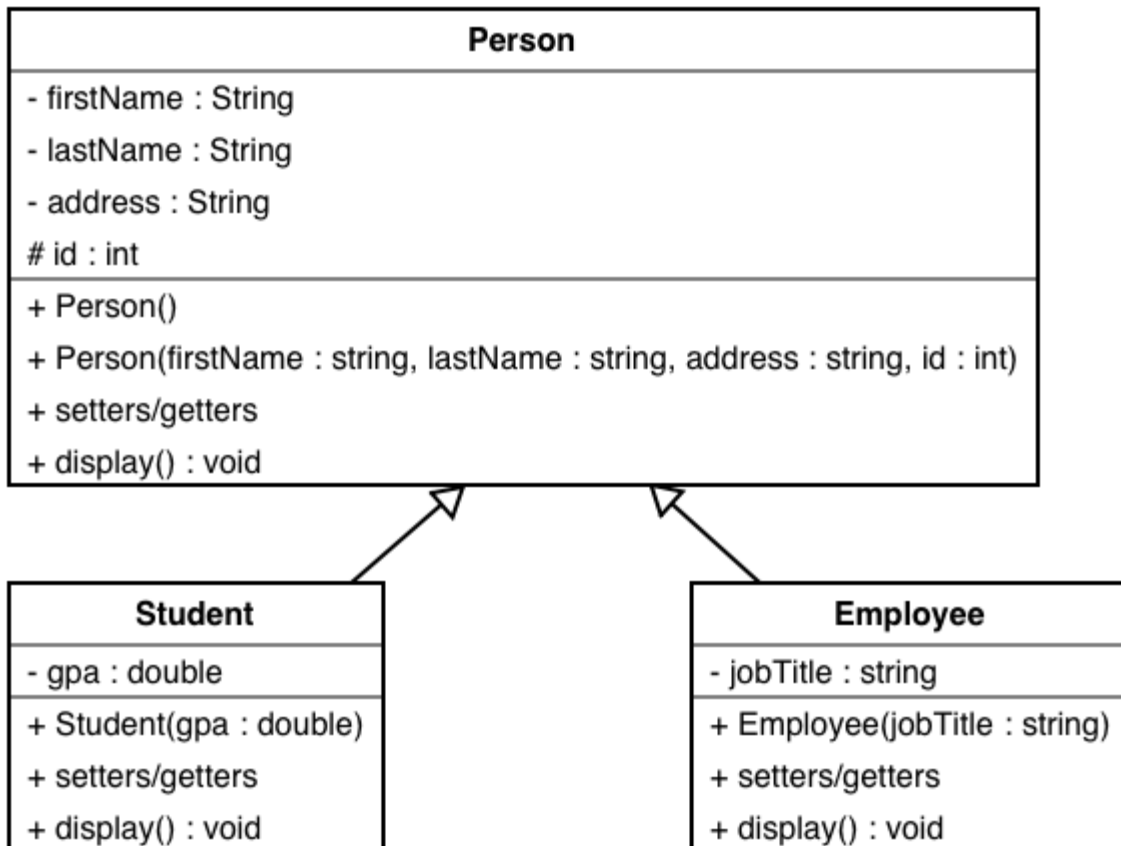 Person
- firstName : String
- lastName : String
- address : String
# id : int
+ Person()
+ Person(firstName : string, lastName : string, address : string, id : int)
+ setters/getters
+ display() : void
Student
- gpa : double
+ Student(gpa : double)
+ setters/getters
+ display() : void
Employee
- jobTitle : string
+ Employee(jobTitle : string)
+ setters/getters
+ display() : void